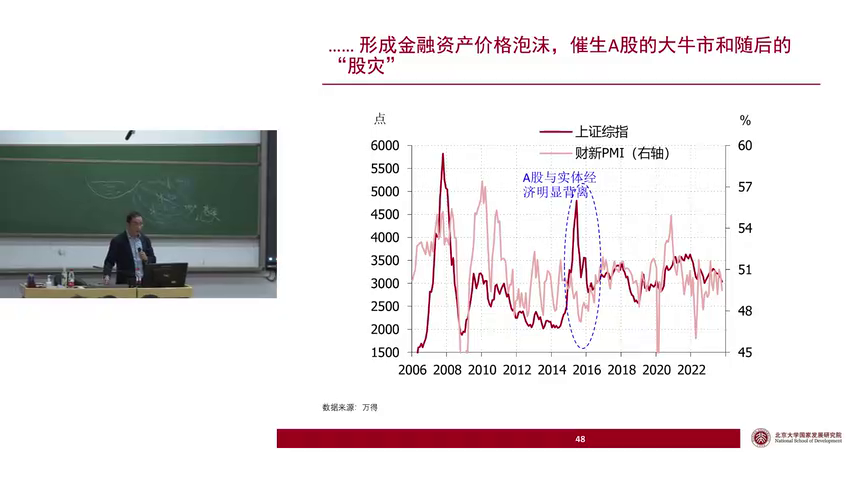 …… 形成金融资产价格泡沫，催生A股的大牛市和随后的
“股灾”
点
%
上证综指
财新PMI（右轴）
A股与实体经
济明显背离
6000
5500
5000
4500
4000
3500
3000
2500
2000
1500
60
57
54
51
48
45
2006 2008 2010 2012 2014 2016 2018 2020 2022
数据来源：万得
48
北京大学国家发展研究院
National School of Development